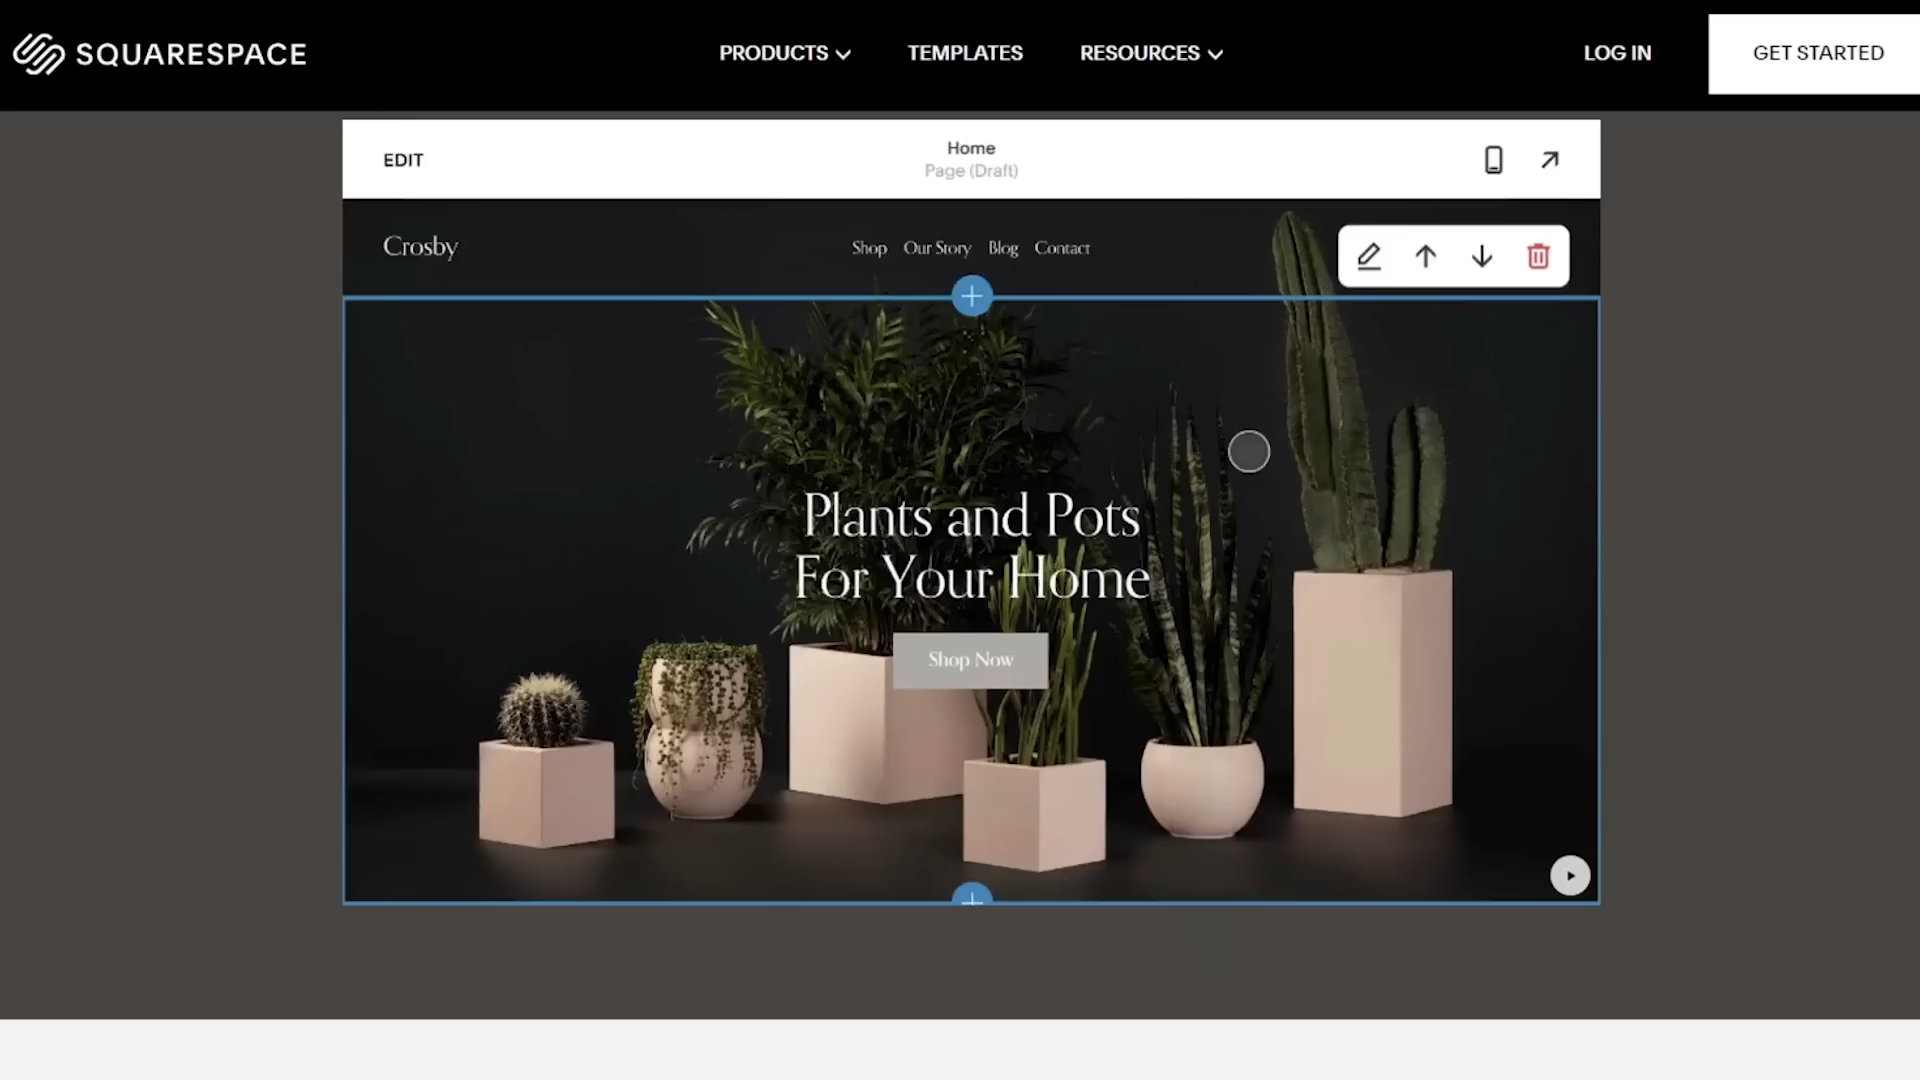 SQUARESPACE
PRODUCTS
TEMPLATES
RESOURCES
LOG IN
GET STARTED
EDIT
Home
Page (Draft)
Crosby
Shop
Our Story
Blog
Contact
Plants and Pots
For Your Home
Shop Now